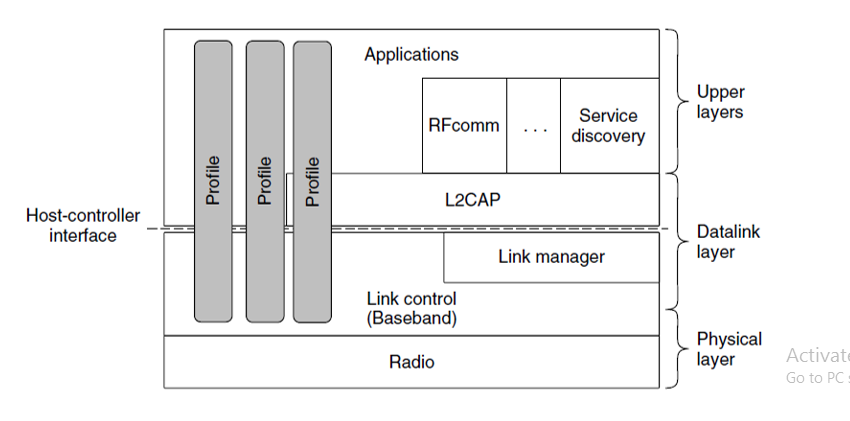 Applications
Upper
layers
RFcomm
. . .
Service
discovery
Profile
Profile
Profile
L2CAP
Host-controller
interface
Datalink
layer
Link manager
Link control
(Baseband)
Physical
layer
Radio
Activate
Go to PC s